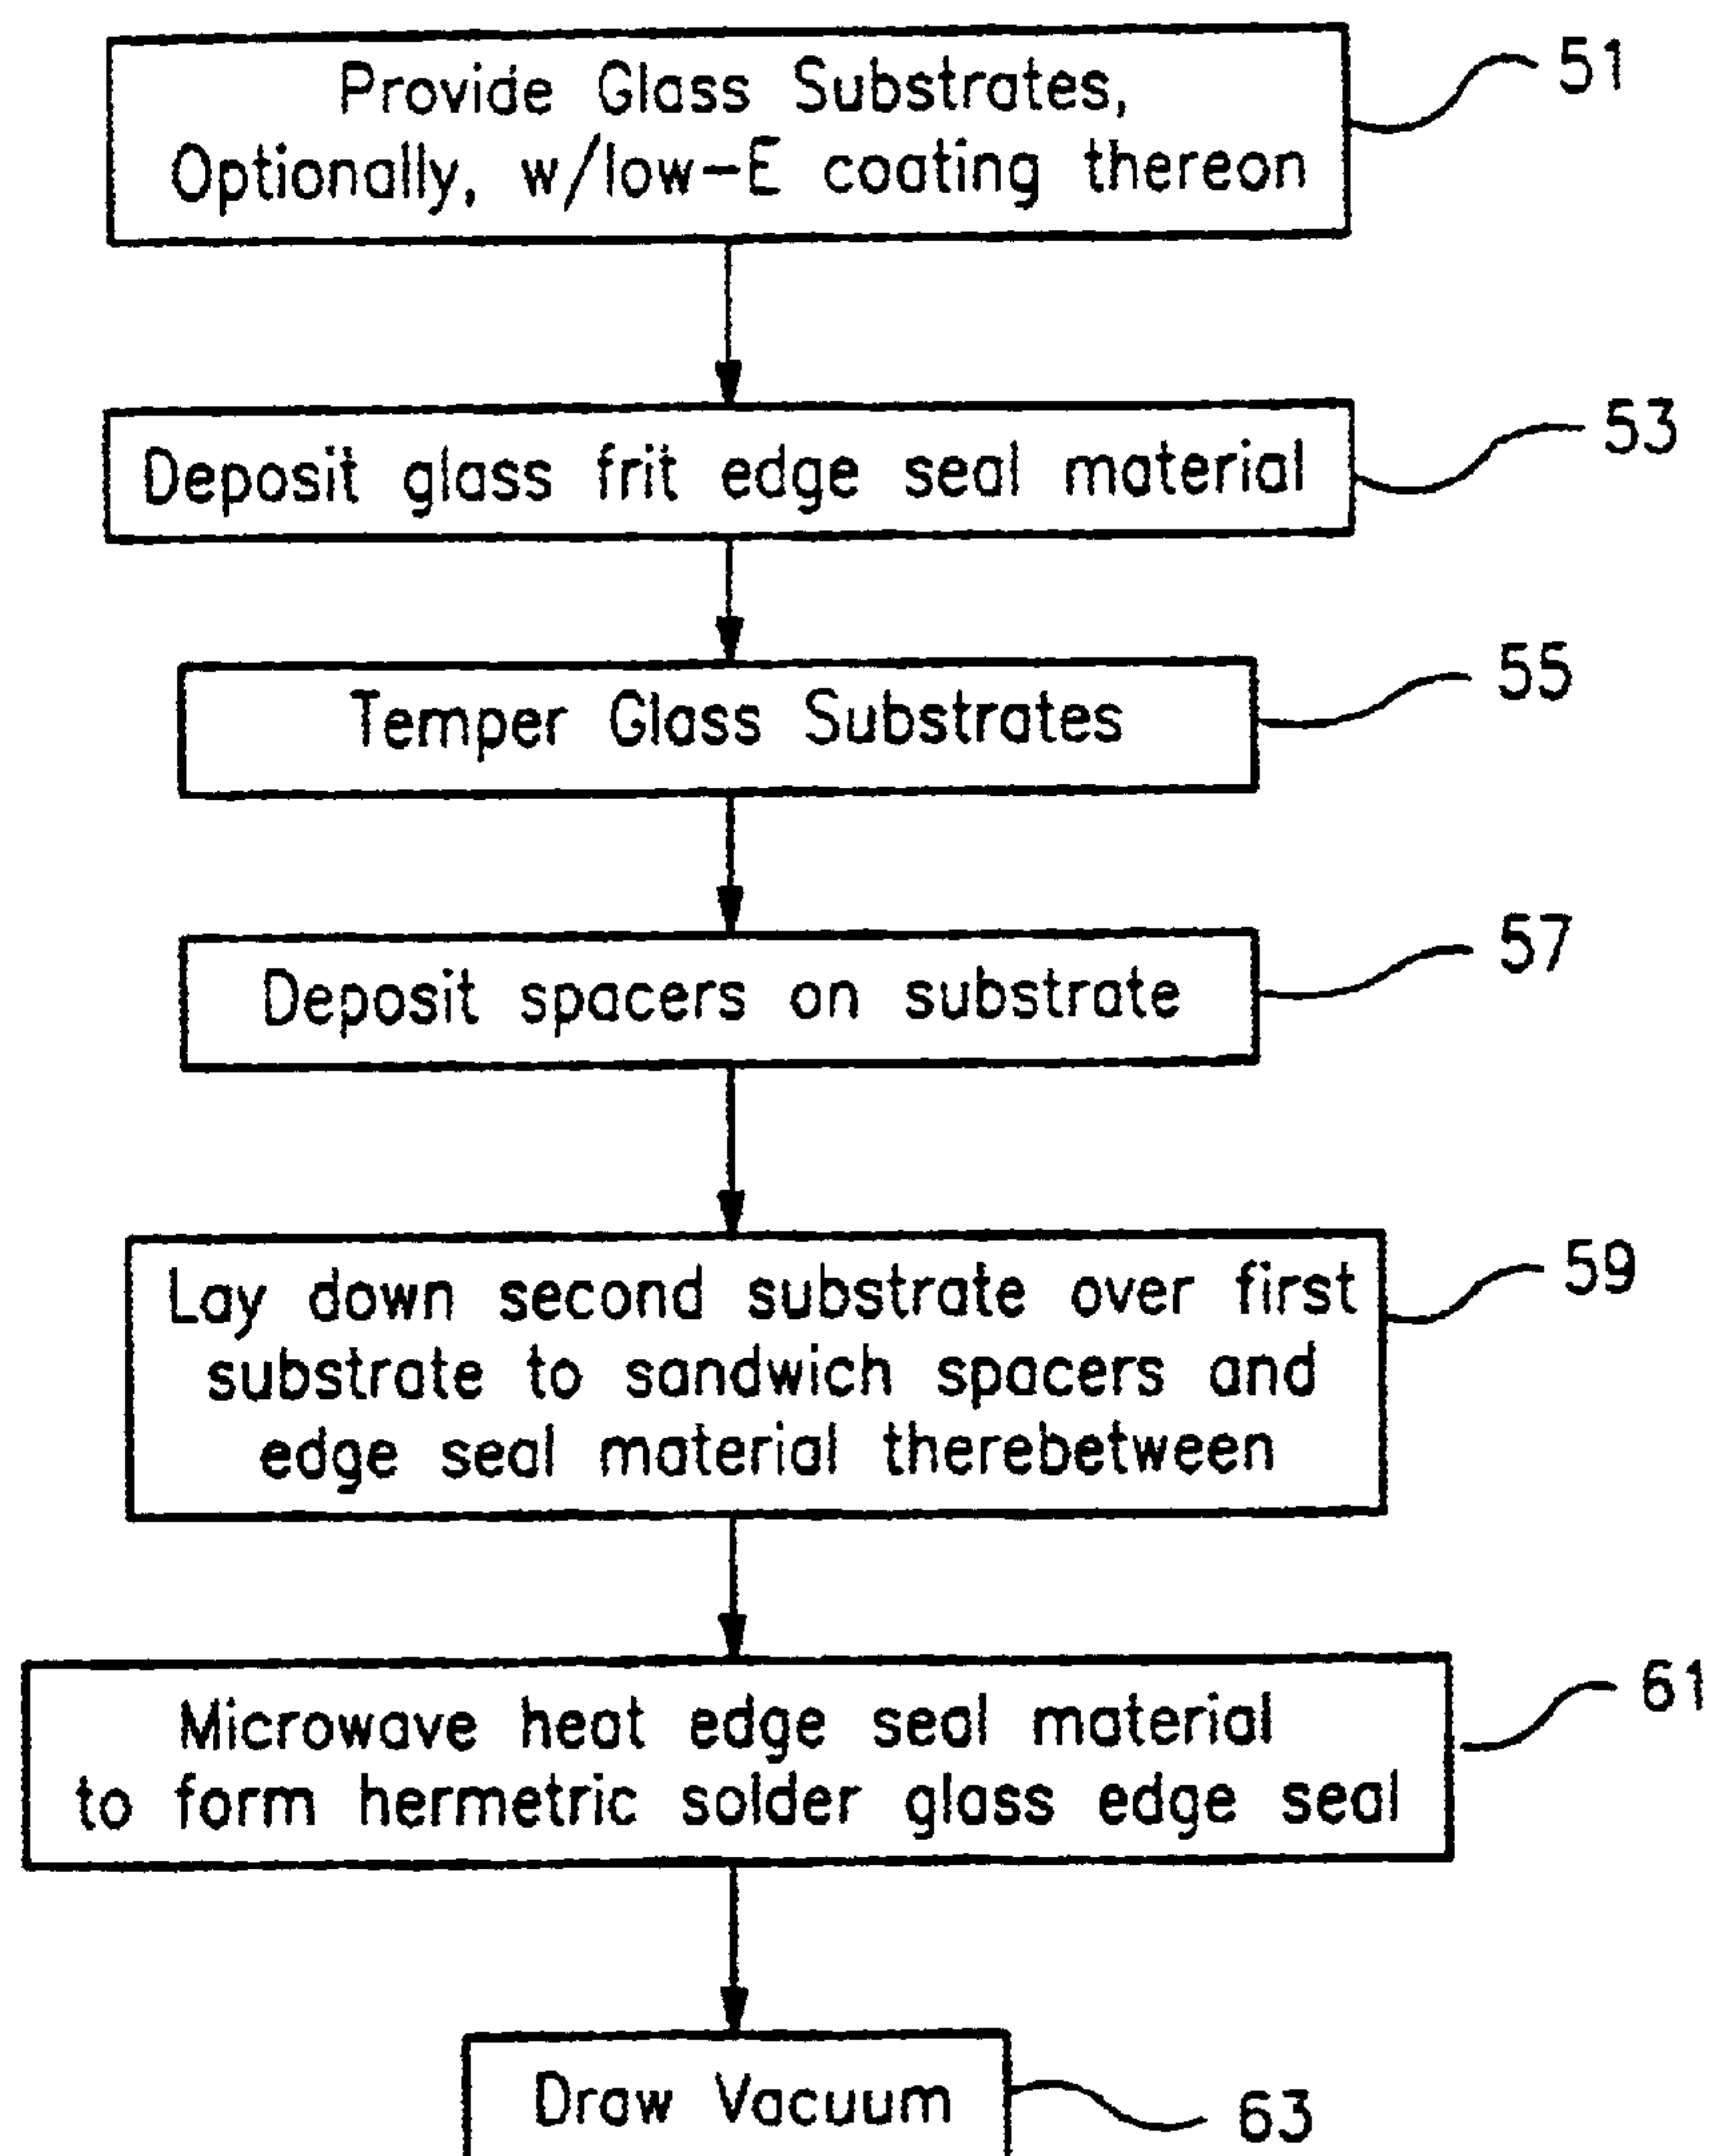 Provide Glass Substrates,
Optionally, w/low-E coating thereon
51
Deposit glass frit edge seal material
53
Temper Glass Substrates
55
Deposit spacers on substrate
57
Lay down second substrate over first
substrate to sandwich spacers and
edge seal material therebetween
59
Microwave heat edge seal material
to form hermetric solder glass edge seal
61
Draw Vacuum
63